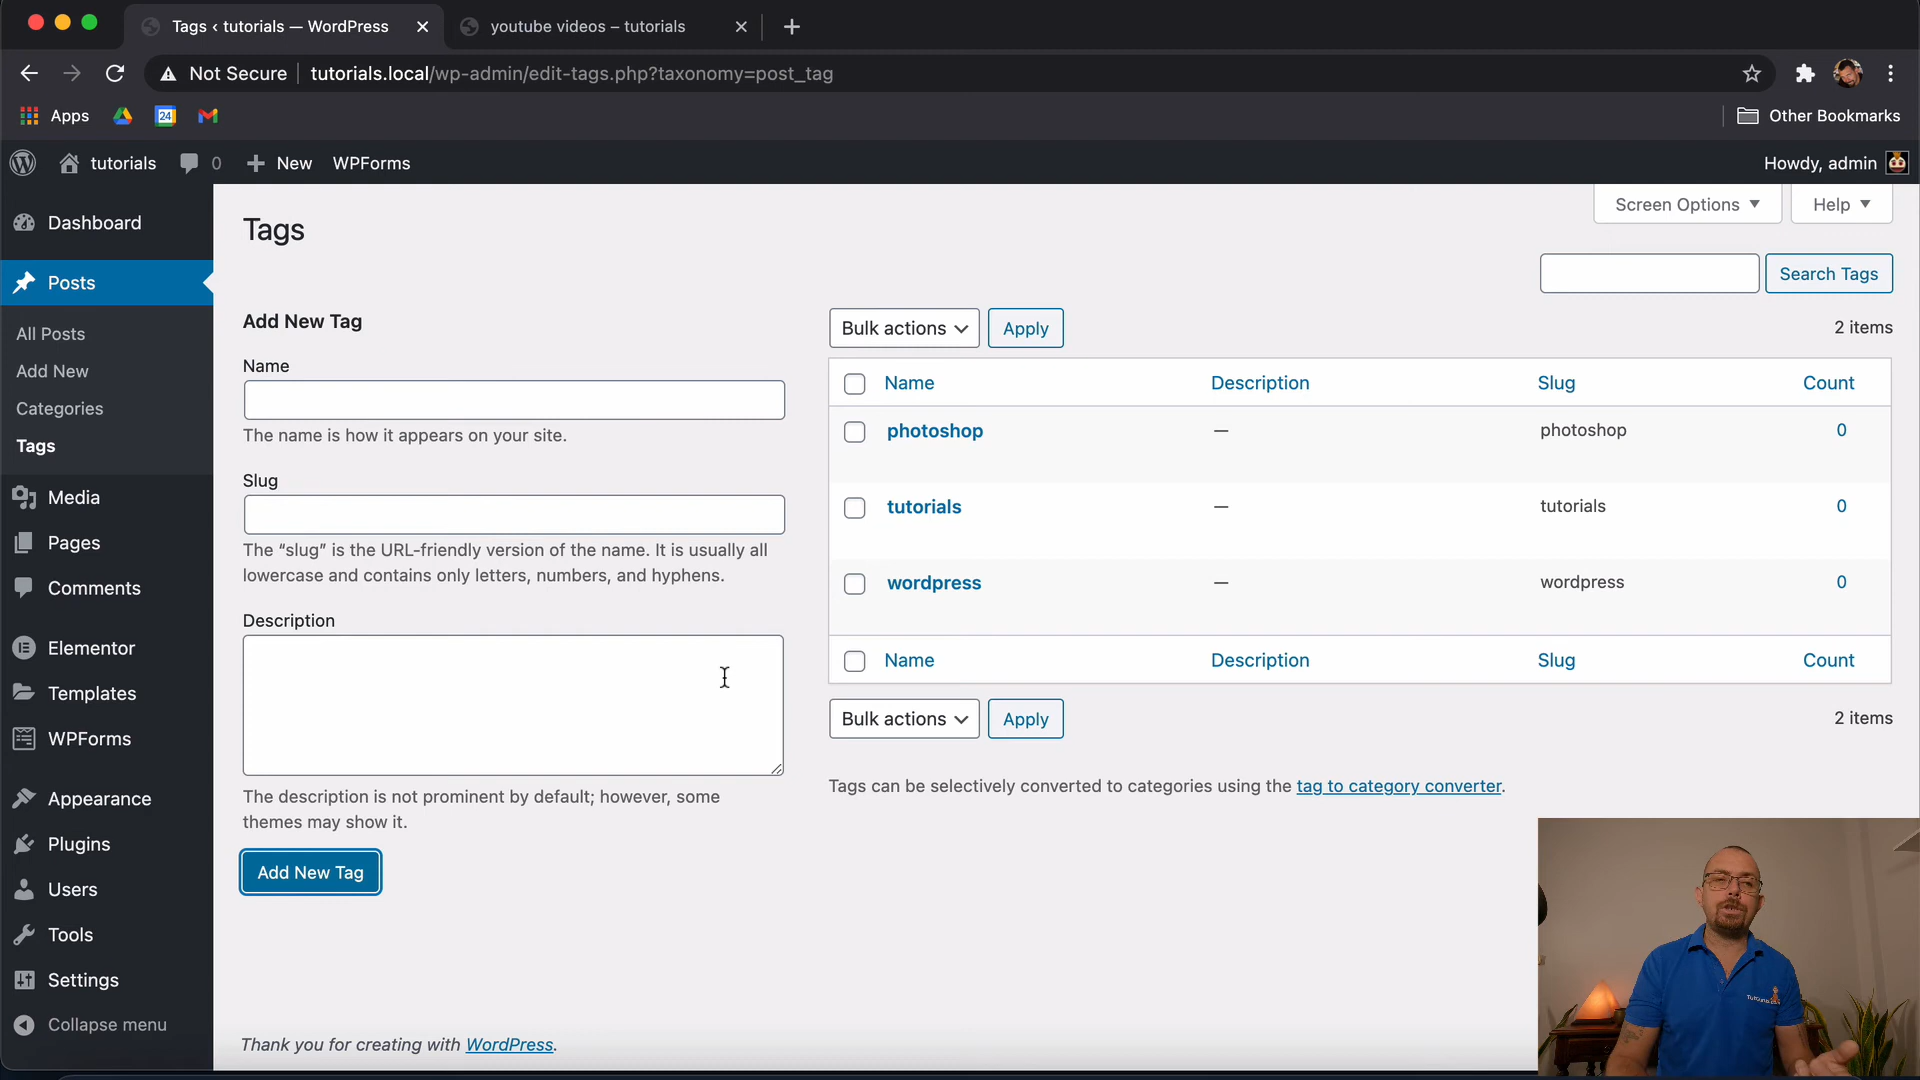 Tags ‹ tutorials — WordPress
youtube videos – tutorials
Not Secure
tutorials.local/wp-admin/edit-tags.php?taxonomy=post_tag
Apps
24
Other Bookmarks
tutorials
0
New
WPForms
Howdy, admin
Dashboard
Posts
All Posts
Add New
Categories
Tags
Media
Pages
Comments
Elementor
Templates
WPForms
Appearance
Plugins
Users
Tools
Settings
Collapse menu
Screen Options
Help
Tags
Search Tags
Add New Tag
Name
The name is how it appears on your site.
Slug
The “slug” is the URL-friendly version of the name. It is usually all
lowercase and contains only letters, numbers, and hyphens.
Description
The description is not prominent by default; however, some
themes may show it.
Add New Tag
Bulk actions
Apply
2 items
Name Description Slug Count
photoshop — photoshop 0
tutorials — tutorials 0
wordpress — wordpress 0
Name Description Slug Count
Bulk actions
Apply
2 items
Tags can be selectively converted to categories using the tag to category converter.
Thank you for creating with WordPress.